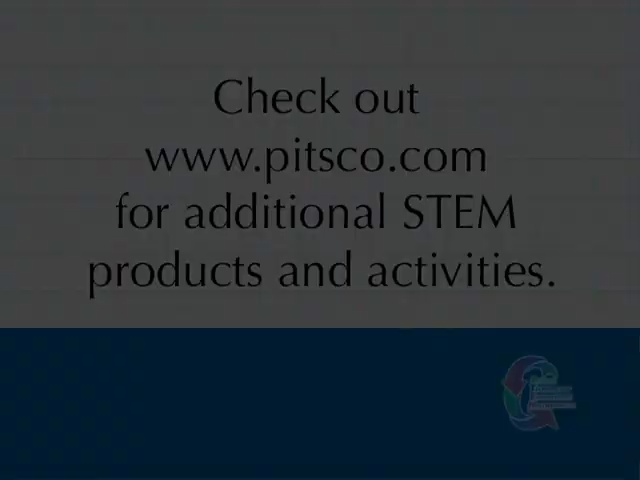 Check out
www.pitsco.com
for additional STEM
products and activities.